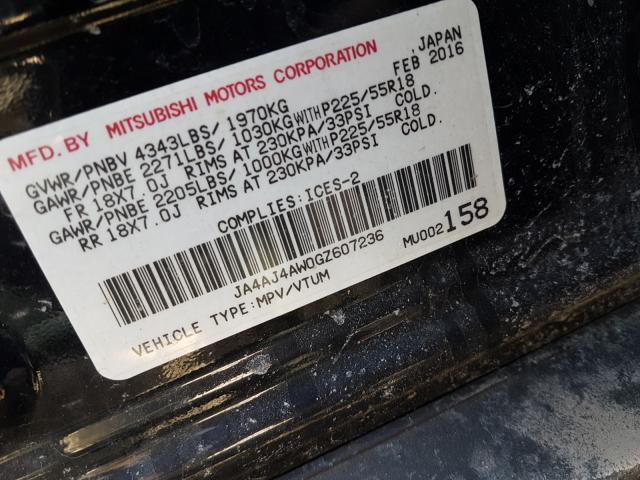 MFD. BY MITSUBISHI MOTORS CORPORATION , JAPAN
FEB 2016
GVWR/PNBV 4343LBS/ 1970KG
GAWR/PNBE 2271LBS/ 1030KG WITH P225/55R18
FR 18X7.0J RIMS AT 230KPA/33PSI COLD.
GAWR/PNBE 2205LBS/ 1000KG WITH P225/55R18
RR 18X7.0J RIMS AT 230KPA/33PSI COLD.
COMPLIES:ICES-2
JA4AJ4AW0GZ607236
MU002158
VEHICLE TYPE:MPV/VTUM